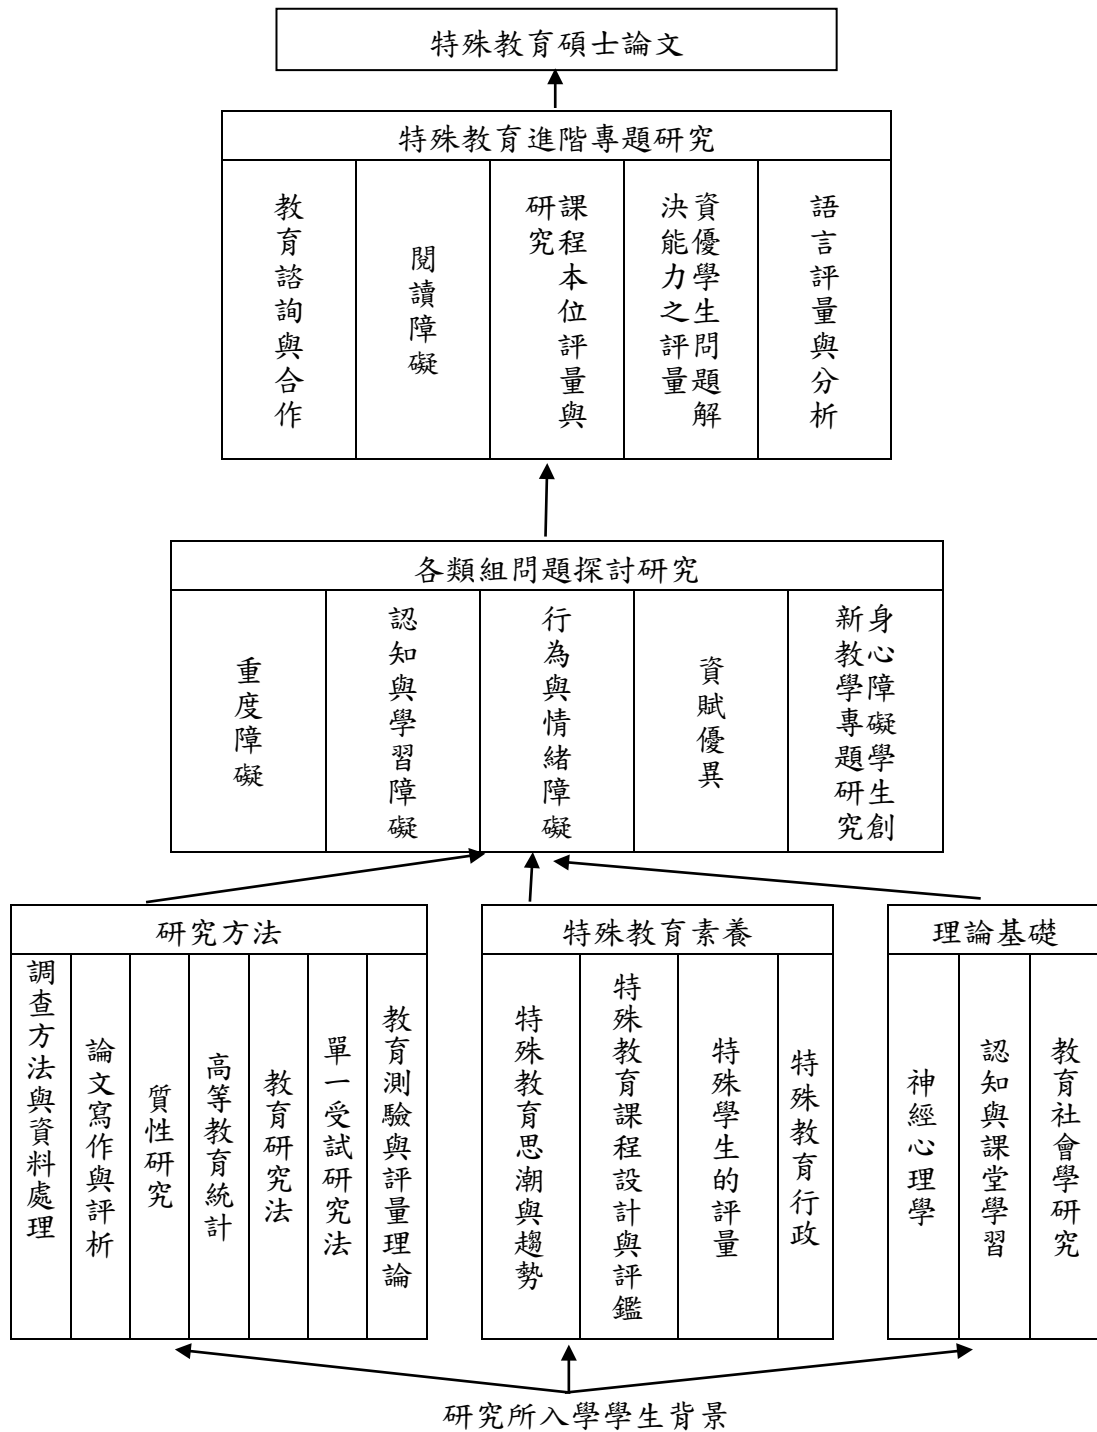 特殊教育碩士論文
特殊教育進階專題研究
教育諮詢與合作
閱讀障礙
課程本位評量與
研究
資優學生問題解
決能力之評量
語言評量與分析
各類組問題探討研究
重度障礙
認知與學習障礙
行為與情緒障礙
資賦優異
身心障礙學生創
新教學專題研究
研究方法
調查方法與資料處理
論文寫作與評析
質性研究
高等教育統計
教育研究法
單一受試研究法
教育測驗與評量理論
特殊教育素養
特殊教育思潮與趨勢
特殊教育課程設計與評鑑
特殊學生的評量
特殊教育行政
理論基礎
神經心理學
認知與課堂學習
教育社會學研究
研究所入學學生背景